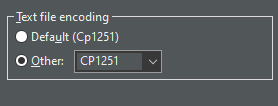 Text file encoding
Default (Cp1251)
Other: CP1251